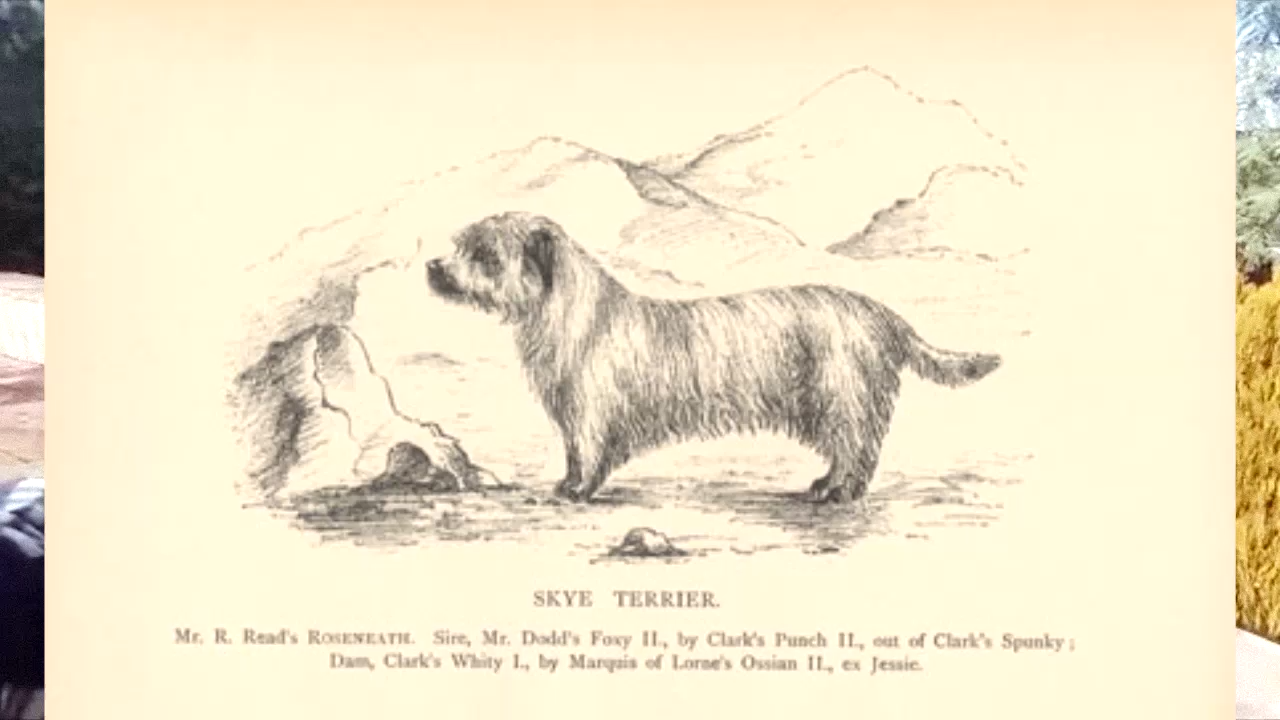 SKYE TERRIER.
Mr. R. Read's ROSENEATH. Sire, Mr. Dodd's Foxy II., by Clark's Punch II., out of Clark's Spunky;
Dam, Clark's Whity I., by Marquis of Lorne's Ossian II., ex Jessie.